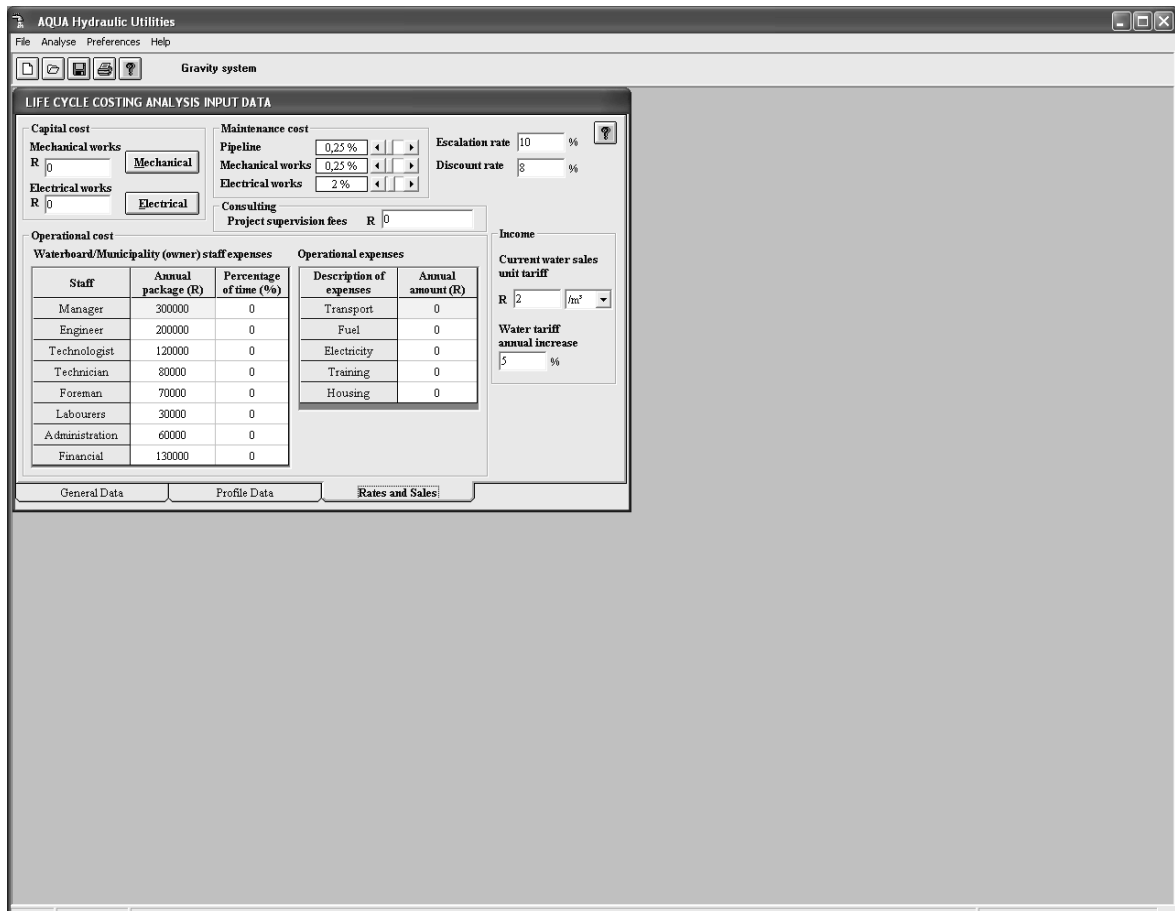 AQUA Hydraulic Utilities
File Analyse Preferences Help
Gravity system
LIFE CYCLE COSTING ANALYSIS INPUT DATA
Capital cost
Mechanical works
R 0 Mechanical
Electrical works
R 0 Electrical
Maintenance cost
Pipeline 0,25 %
Mechanical works 0,25 %
Electrical works 2 %
Escalation rate 10 %
Discount rate 8 %
?
Consulting
Project supervision fees R 0
Operational cost
Waterboard/Municipality (owner) staff expenses
Staff Annual package (R) Percentage of time (%)
Manager 300000 0
Engineer 200000 0
Technologist 120000 0
Technician 80000 0
Foreman 70000 0
Labourers 30000 0
Administration 60000 0
Financial 130000 0
Operational expenses
Description of expenses Annual amount (R)
Transport 0
Fuel 0
Electricity 0
Training 0
Housing 0
Income
Current water sales
unit tariff
R 2 /m³
Water tariff
annual increase
5 %
General Data Profile Data Rates and Sales